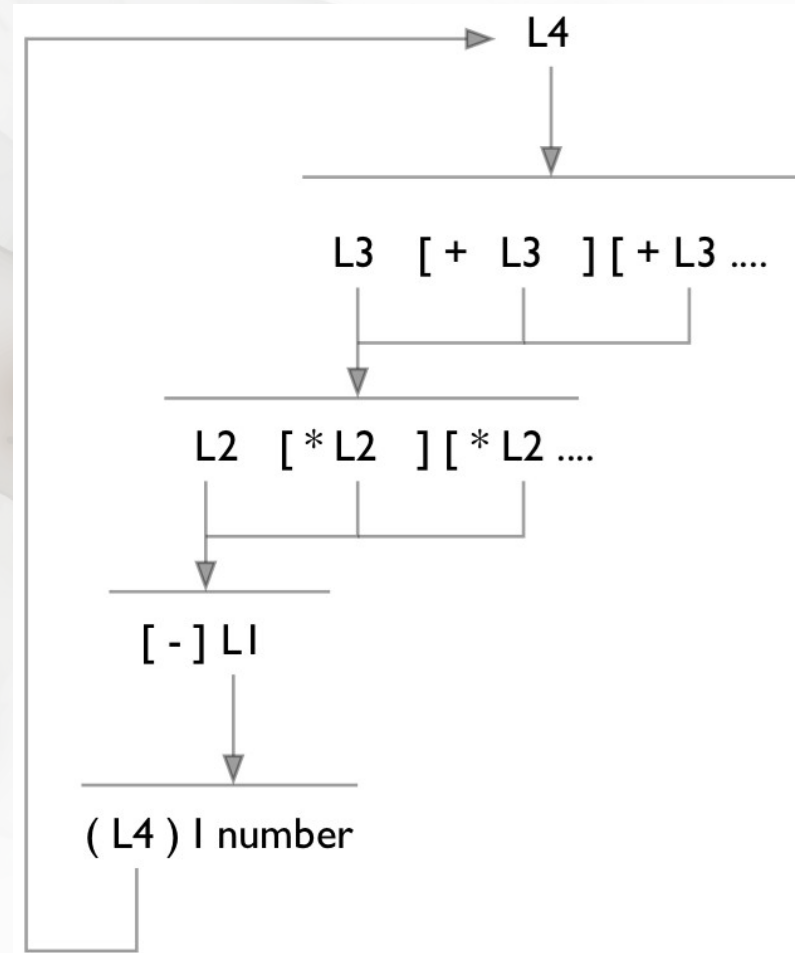 L4
L3 [ + L3 ] [ + L3 ....
L2 [ * L2 ] [ * L2 ....
[ - ] L1
( L4 ) | number